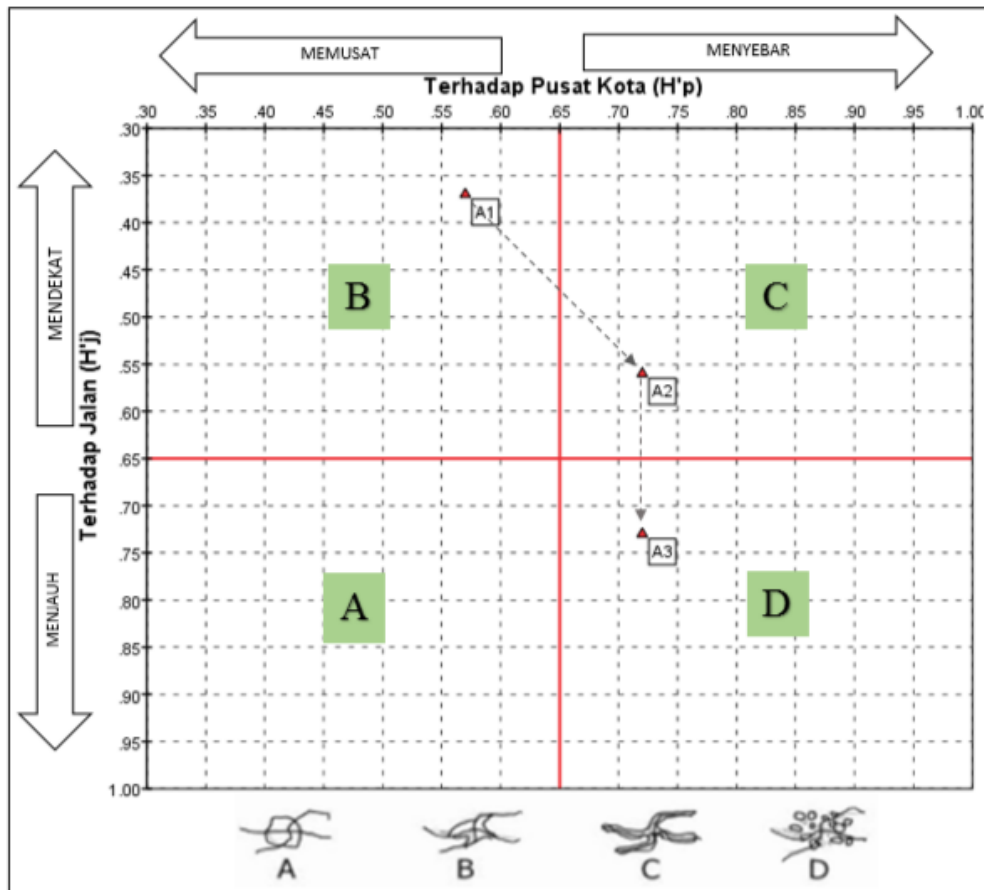 MEMUSAT
MENYEBAR
Terhadap Pusat Kota (H'p)
.30 .35 .40 .45 .50 .55 .60 .65 .70 .75 .80 .85 .90 .95 1.00
MENDEKAT
MENJAUH
Terhadap Jalan (H'j)
.30
.35
.40
.45
.50
.55
.60
.65
.70
.75
.80
.85
.90
.95
1.00
A1
B
C
A2
A3
A
D
A B C D